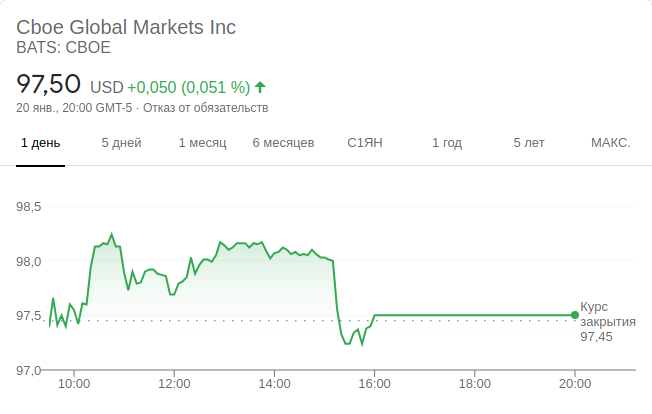 Cboe Global Markets Inc
BATS: CBOE
97,50 USD +0,050 (0,051 %)
20 янв., 20:00 GMT-5 · Отказ от обязательств
1 день 5 дней 1 месяц 6 месяцев С1ЯН 1 год 5 лет МАКС.
98,5
98,0
97,5
97,0
Курс
закрытия
97,45
10:00 12:00 14:00 16:00 18:00 20:00